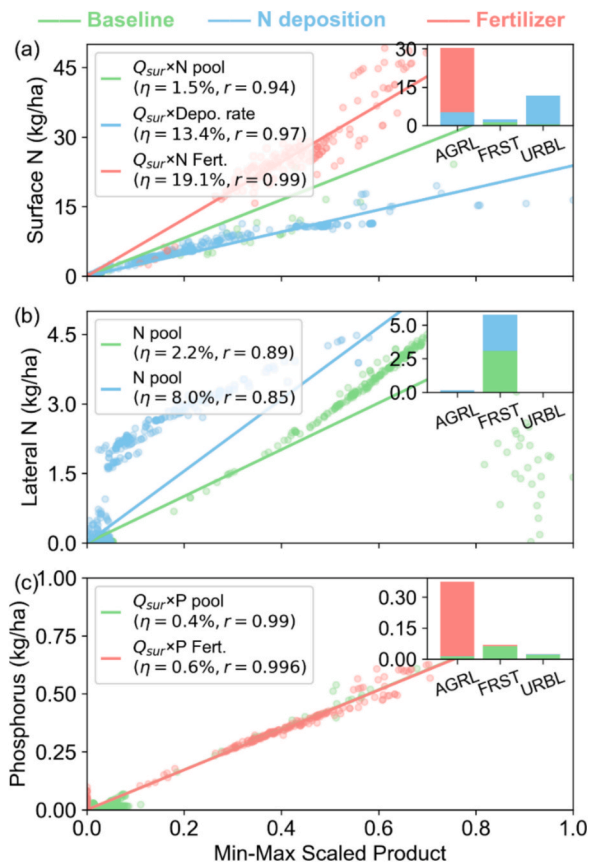 Baseline N deposition Fertilizer
(a)
Surface N (kg/ha)
45
30
15
0
Q_sur×N pool
(η = 1.5%, r = 0.94)
Q_sur×Depo. rate
(η = 13.4%, r = 0.97)
Q_sur×N Fert.
(η = 19.1%, r = 0.99)
30
15
0
AGRL FRST URBL
(b)
Lateral N (kg/ha)
4.5
3.0
1.5
0.0
N pool
(η = 2.2%, r = 0.89)
N pool
(η = 8.0%, r = 0.85)
5.0
2.5
0.0
AGRL FRST URBL
(c)
Phosphorus (kg/ha)
1.00
0.75
0.50
0.25
0.00
Q_sur×P pool
(η = 0.4%, r = 0.99)
Q_sur×P Fert.
(η = 0.6%, r = 0.996)
0.30
0.15
0.00
AGRL FRST URBL
0.0 0.2 0.4 0.6 0.8 1.0
Min-Max Scaled Product